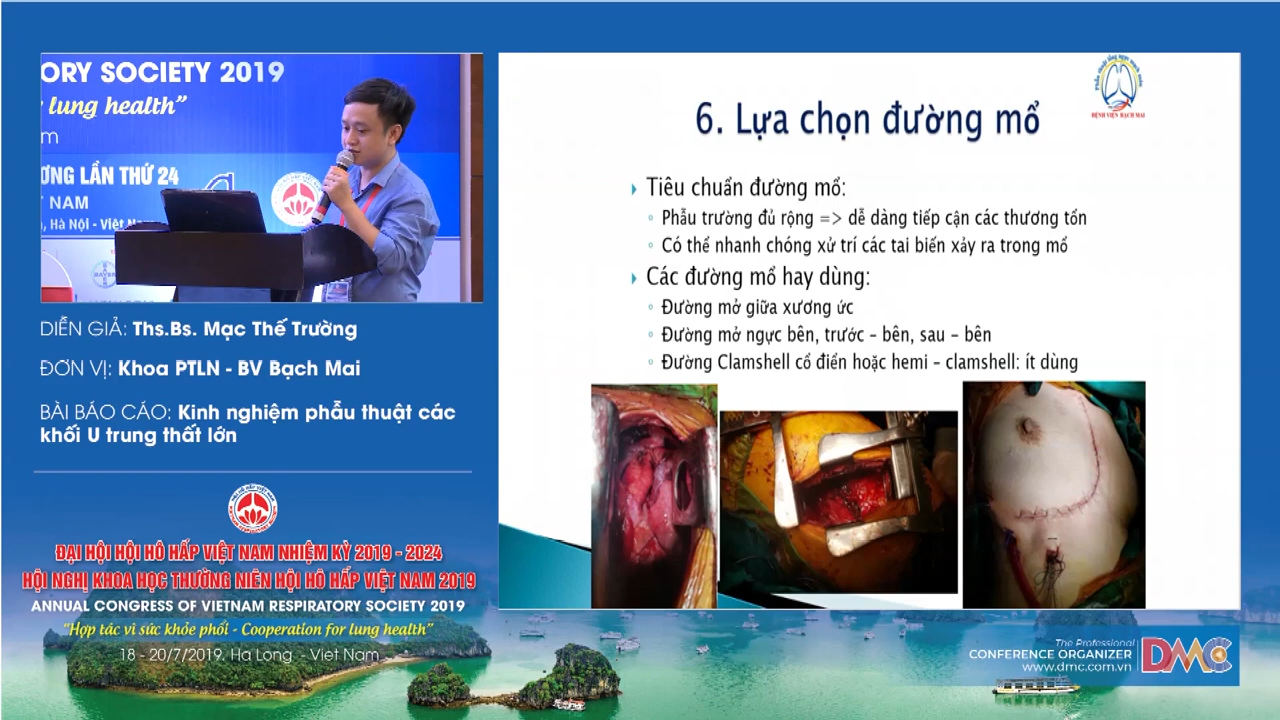 ORY SOCIETY 2019
lung health”
m
ƠNG LẦN THỨ 24
T NAM
, Hà Nội - Việt Nam
BAYER
DIỄN GIẢ: Ths.Bs. Mạc Thế Trường
ĐƠN VỊ: Khoa PTLN - BV Bạch Mai
BÀI BÁO CÁO: Kinh nghiệm phẫu thuật các
khối U trung thất lớn
ĐẠI HỘI HỘI HÔ HẤP VIỆT NAM NHIỆM KỲ 2019 - 2024
HỘI NGHỊ KHOA HỌC THƯỜNG NIÊN HỘI HÔ HẤP VIỆT NAM 2019
ANNUAL CONGRESS OF VIETNAM RESPIRATORY SOCIETY 2019
“Hợp tác vì sức khỏe phổi - Cooperation for lung health”
18 - 20/7/2019. Ha Long - Viet Nam
BỆNH VIỆN BẠCH MAI
6. Lựa chọn đường mổ
Tiêu chuẩn đường mổ:
Phẫu trường đủ rộng => dễ dàng tiếp cận các thương tổn
Có thể nhanh chóng xử trí các tai biến xảy ra trong mổ
Các đường mổ hay dùng:
Đường mở giữa xương ức
Đường mở ngực bên, trước – bên, sau – bên
Đường Clamshell cổ điển hoặc hemi – clamshell: ít dùng
The Professional
CONFERENCE ORGANIZER
www.dmc.com.vn
DMC